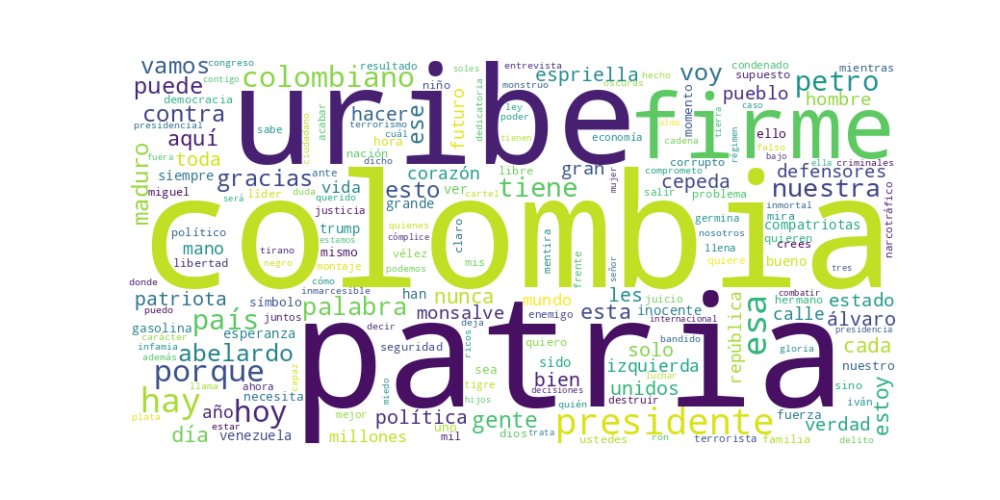 vamos congreso contigo
puede
democracia
presidencial
contra
aquí
maduro
toda
siempre
miguel
gracias
colombiano
resultado
soles
niño
hacer
sabe
acabar
terrorismo
cuál
ese
hora
futuro
nación
dicho
ciudadano
uribe
firme
entrevista
monstruo
dedicatoria
espriella
oscuras
hecho
ley
poder
tienen
economía
voy
condenado
supuesto
mientras
petro
pueblo
hombre
momento
caso
alma
cadena
tierra
régimen
ello
falso
bajo
corrupto
ella
criminales
defensores
nuestra
cepeda
comprometo
problema
salir
mujer
gran
libre
ver
corazón
tiene
esto
vida
ante
fuera
será
duda
líder
querido
grande
quienes
cómplice
cartel
justicia
trump
estamos
mismo
montaje
cómo
podemos
vélez
mis
claro
mentira
frente
señor
nosotros
germina
llena
quiere
mira
inmortal
compatriotas
quieren
crees
bueno
tres
narcotráfico
político
mano
libertad
tirano
negro
colombia
donde
puedo
patriota
símbolo
inmarcesible
palabra
han
nunca
monsalve
mundo
enemigo
esta
les
inocente
juicio
internacional
república
esa
combatir
hermano
calle
estado
álvaro
presidencia
gloria
cada
nuestro
país
juntos
gasolina
esperanza
carácter
infamia
además
abelardo
porque
decir
seguridad
deja
ricos
quiero
sea
sido
bien
tigre
hijos
solo
bandido
izquierda
unidos
luchar
destruir
decisiones
quién
capaz
miedo
patria
hay
hoy
llama
ahora
necesita
año
estar
plata
día
venezuela
mejor
millones
política
uno
mil
gente
dios
trata
presidente
ustedes
ron
terrorista
familia
fuerza
sino
iván
verdad
delito
estoy